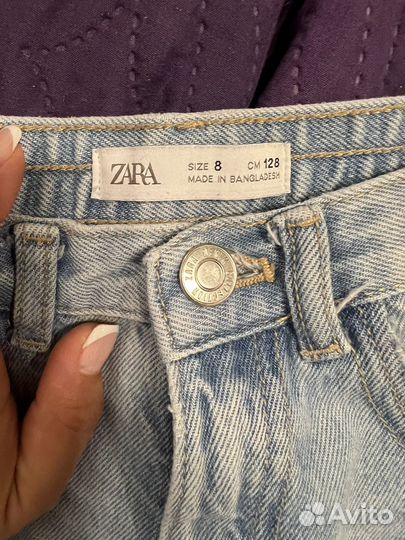 ZARA
SIZE 8 CM 128
MADE IN BANGLADESH
Avito